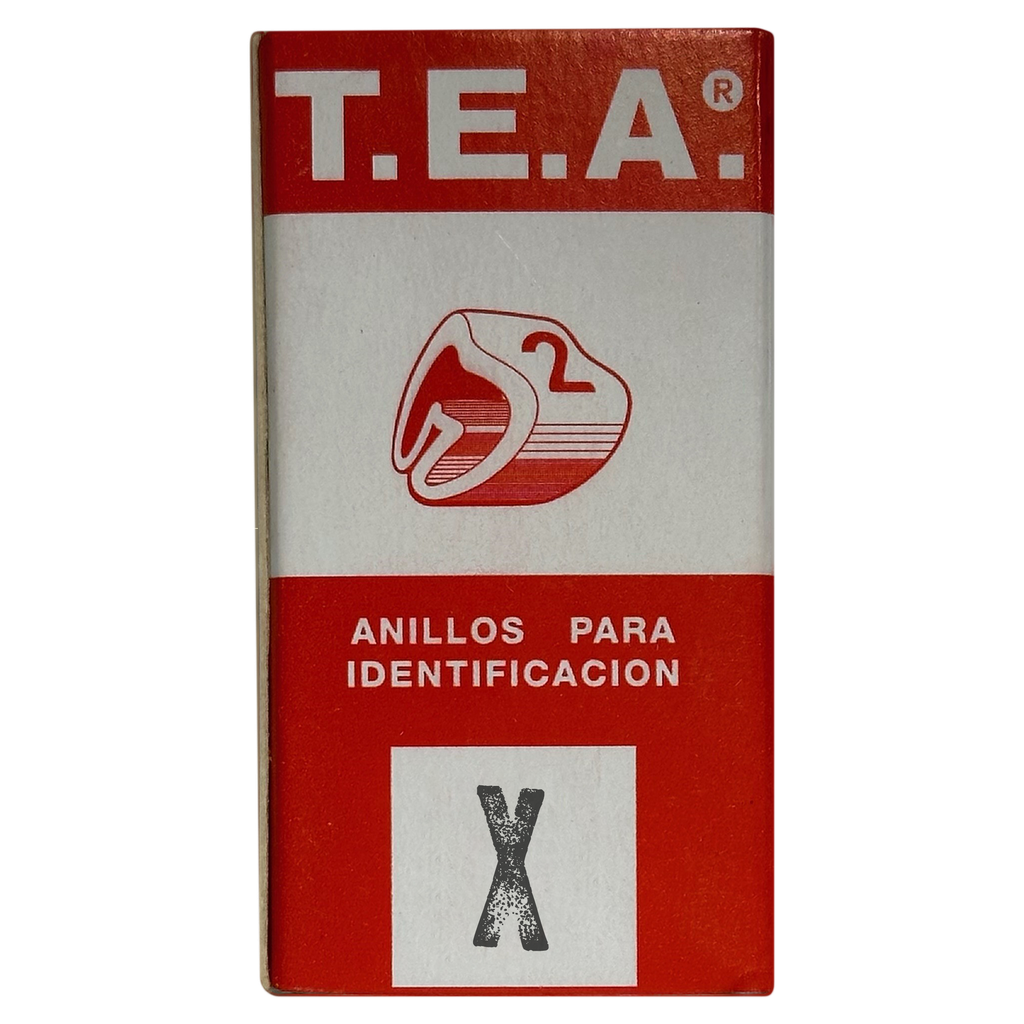 T.E.A.®
2
ANILLOS PARA
IDENTIFICACION
X